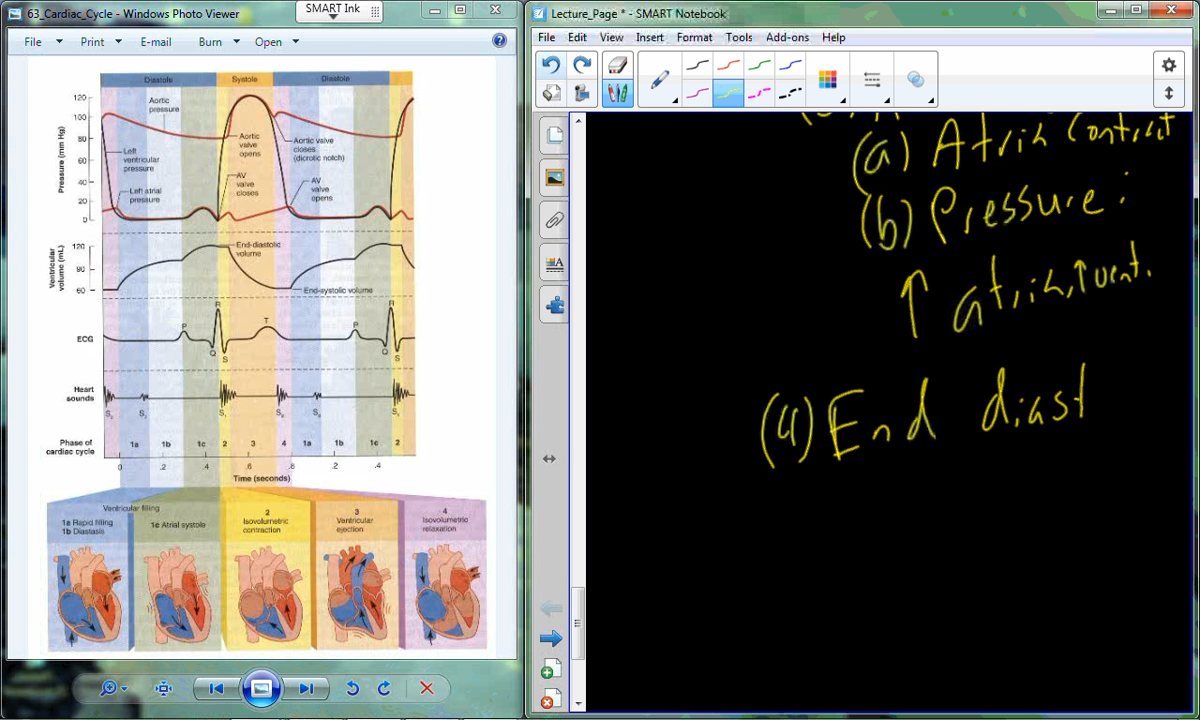 63_Cardiac_Cycle - Windows Photo Viewer
SMART Ink
File Print E-mail Burn Open
Diastole Systole Diastole
Pressure (mm Hg)
120
100
80
60
40
20
0
Aortic
pressure
Left
ventricular
pressure
Left atrial
pressure
Aortic
valve
opens
AV
valve
closes
Aortic valve
closes
(dicrotic notch)
AV
valve
opens
Ventricular
volume (mL)
120
90
60
End-diastolic
volume
End-systolic volume
ECG
P Q R S T P Q R S
Heart
sounds
S₂ S₃ S₁ S₂ S₃ S₁
Phase of
cardiac cycle
1a 1b 1c 2 3 4 1a 1b 1c 2
0 .2 .4 .6 .8 .2 .4
Time (seconds)
Ventricular filling
1a Rapid filling
1b Diastasis
1c Atrial systole
2
Isovolumetric
contraction
3
Ventricular
ejection
4
Isovolumetric
relaxation
Lecture_Page * - SMART Notebook
File Edit View Insert Format Tools Add-ons Help
(a) Atria Contract
(b) Pressure:
↑ atria, ↑ vent.
(4) End diast